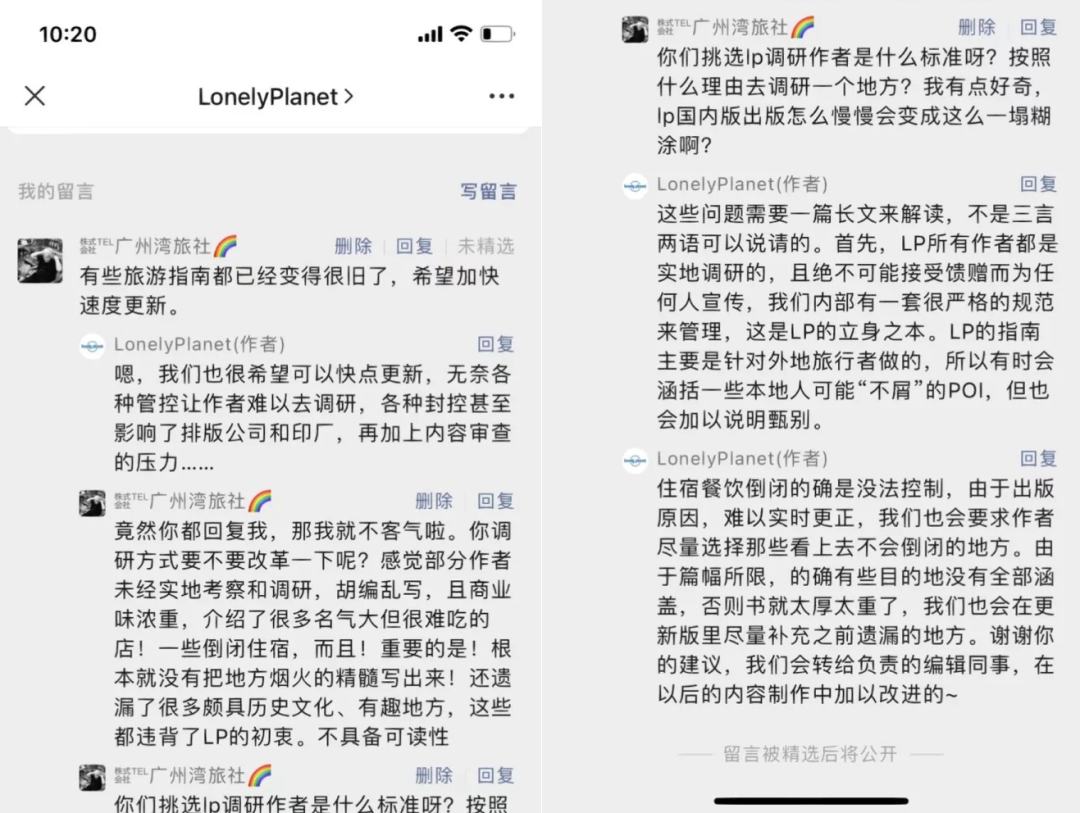 10:20
LonelyPlanet
我的留言
写留言
株式会社TEL广州湾旅社🌈
删除
回复
未精选
有些旅游指南都已经变得很旧了，希望加快
速度更新。
LonelyPlanet(作者)
回复
嗯，我们也很希望可以快点更新，无奈各
种管控让作者难以去调研，各种封控甚至
影响了排版公司和印厂，再加上内容审查
的压力......
株式会社TEL广州湾旅社🌈
删除
回复
竟然你都回复我，那我就不客气啦。你调
研方式要不要改革一下呢？感觉部分作者
未经实地考察和调研，胡编乱写，且商业
味浓重，介绍了很多名气大但很难吃的
店！一些倒闭住宿，而且！重要的是！根
本就没有把地方烟火的精髓写出来！还遗
漏了很多颇具历史文化、有趣地方，这些
都违背了LP的初衷。不具备可读性
株式会社TEL广州湾旅社🌈
删除
回复
你们挑选lp调研作者是什么标准呀？按照
株式会社TEL广州湾旅社🌈
删除
回复
你们挑选lp调研作者是什么标准呀？按照
什么理由去调研一个地方？我有点好奇，
lp国内版出版怎么慢慢会变成这么一塌糊
涂啊？
LonelyPlanet(作者)
回复
这些问题需要一篇长文来解读，不是三言
两语可以说请的。首先，LP所有作者都是
实地调研的，且绝不可能接受馈赠而为任
何人宣传，我们内部有一套很严格的规范
来管理，这是LP的立身之本。LP的指南
主要是针对外地旅行者做的，所以有时会
涵括一些本地人可能“不屑”的POI，但也
会加以说明甄别。
LonelyPlanet(作者)
回复
住宿餐饮倒闭的确是没法控制，由于出版
原因，难以实时更正，我们也会要求作者
尽量选择那些看上去不会倒闭的地方。由
于篇幅所限，的确有些目的地没有全部涵
盖，否则书就太厚太重了，我们也会在更
新版里尽量补充之前遗漏的地方。谢谢你
的建议，我们会转给负责的编辑同事，在
以后的内容制作中加以改进的~
留言被精选后将公开